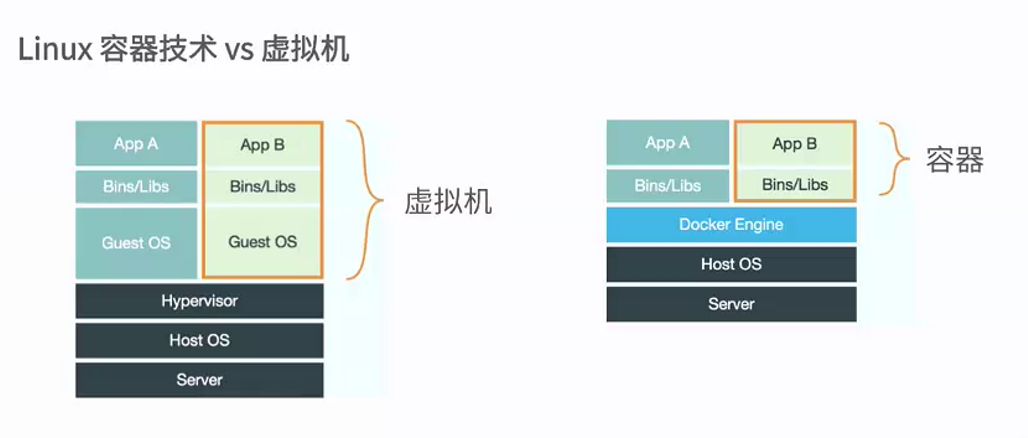 Linux 容器技术 vs 虚拟机
App A
App B
Bins/Libs
Bins/Libs
Guest OS
Guest OS
Hypervisor
Host OS
Server
虚拟机
App A
App B
Bins/Libs
Bins/Libs
Docker Engine
Host OS
Server
容器